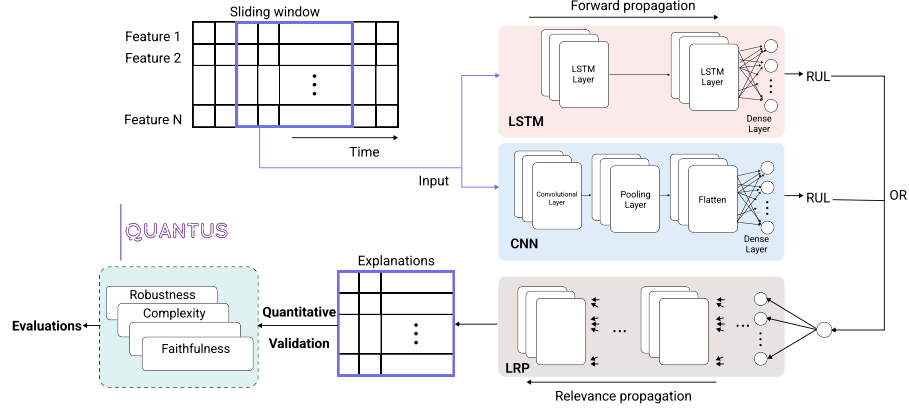 Sliding window
Forward propagation
Feature 1
Feature 2
Feature N
Time
Input
LSTM
Layer
LSTM
Layer
LSTM
Dense
Layer
RUL
Convolutional
Layer
Pooling
Layer
Flatten
CNN
Dense
Layer
RUL
OR
QUANTUS
Explanations
Robustness
Complexity
Faithfulness
Evaluations
Quantitative
Validation
LRP
Relevance propagation